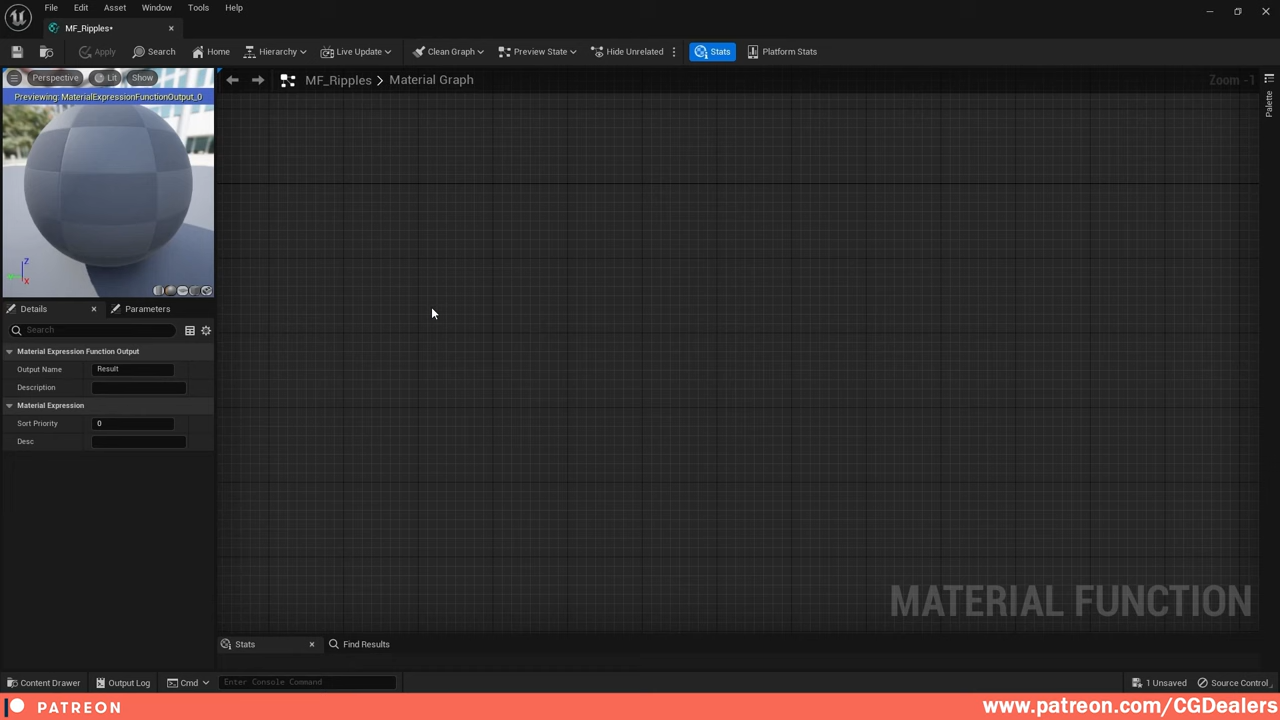 File Edit Asset Window Tools Help
MF_Ripples•
Apply Search Home Hierarchy Live Update Clean Graph Preview State Hide Unrelated Stats Platform Stats
Perspective Lit Show
MF_Ripples > Material Graph
Zoom -1
Palette
Previewing: MaterialExpressionFunctionOutput_0
Z
X
Details Parameters
Search
Material Expression Function Output
Output Name Result
Description
Material Expression
Sort Priority 0
Desc
MATERIAL FUNCTION
Stats Find Results
Content Drawer Output Log Cmd Enter Console Command 1 Unsaved Source Control
PATREON www.patreon.com/CGDealers